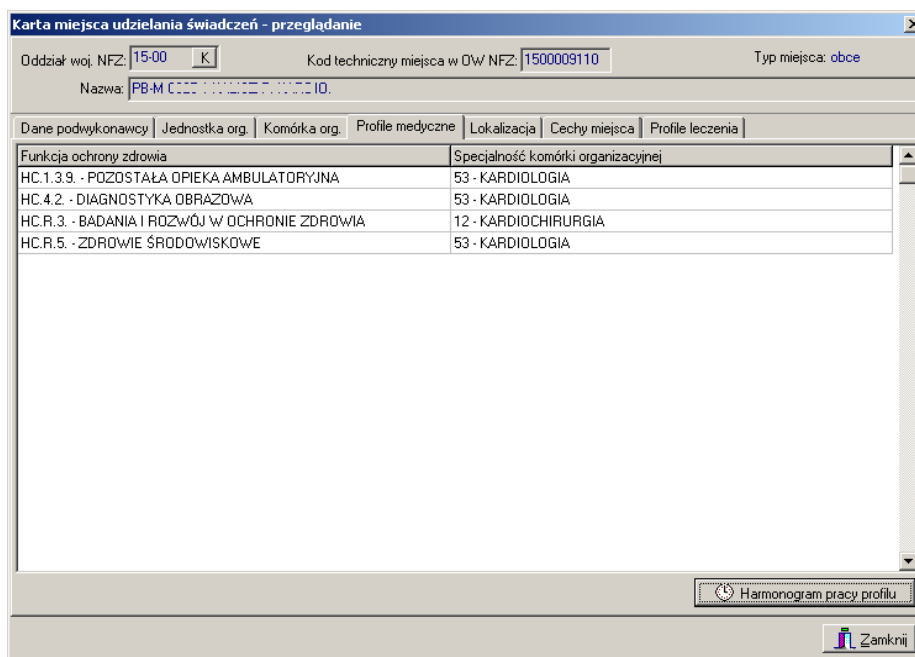 Karta miejsca udzielania świadczeń - przeglądanie
Oddział woj. NFZ: 15-00 K Kod techniczny miejsca w OW NFZ: 1500009110 Typ miejsca: obce
Nazwa: PB-M
Dane podwykonawcy Jednostka org. Komórka org. Profile medyczne Lokalizacja Cechy miejsca Profile leczenia
Funkcja ochrony zdrowia Specjalność komórki organizacyjnej
HC.1.3.9. - POZOSTAŁA OPIEKA AMBULATORYJNA 53 - KARDIOLOGIA
HC.4.2. - DIAGNOSTYKA OBRAZOWA 53 - KARDIOLOGIA
HC.R.3. - BADANIA I ROZWÓJ W OCHRONIE ZDROWIA 12 - KARDIOCHIRURGIA
HC.R.5. - ZDROWIE ŚRODOWISKOWE 53 - KARDIOLOGIA
Harmonogram pracy profilu
Zamknij